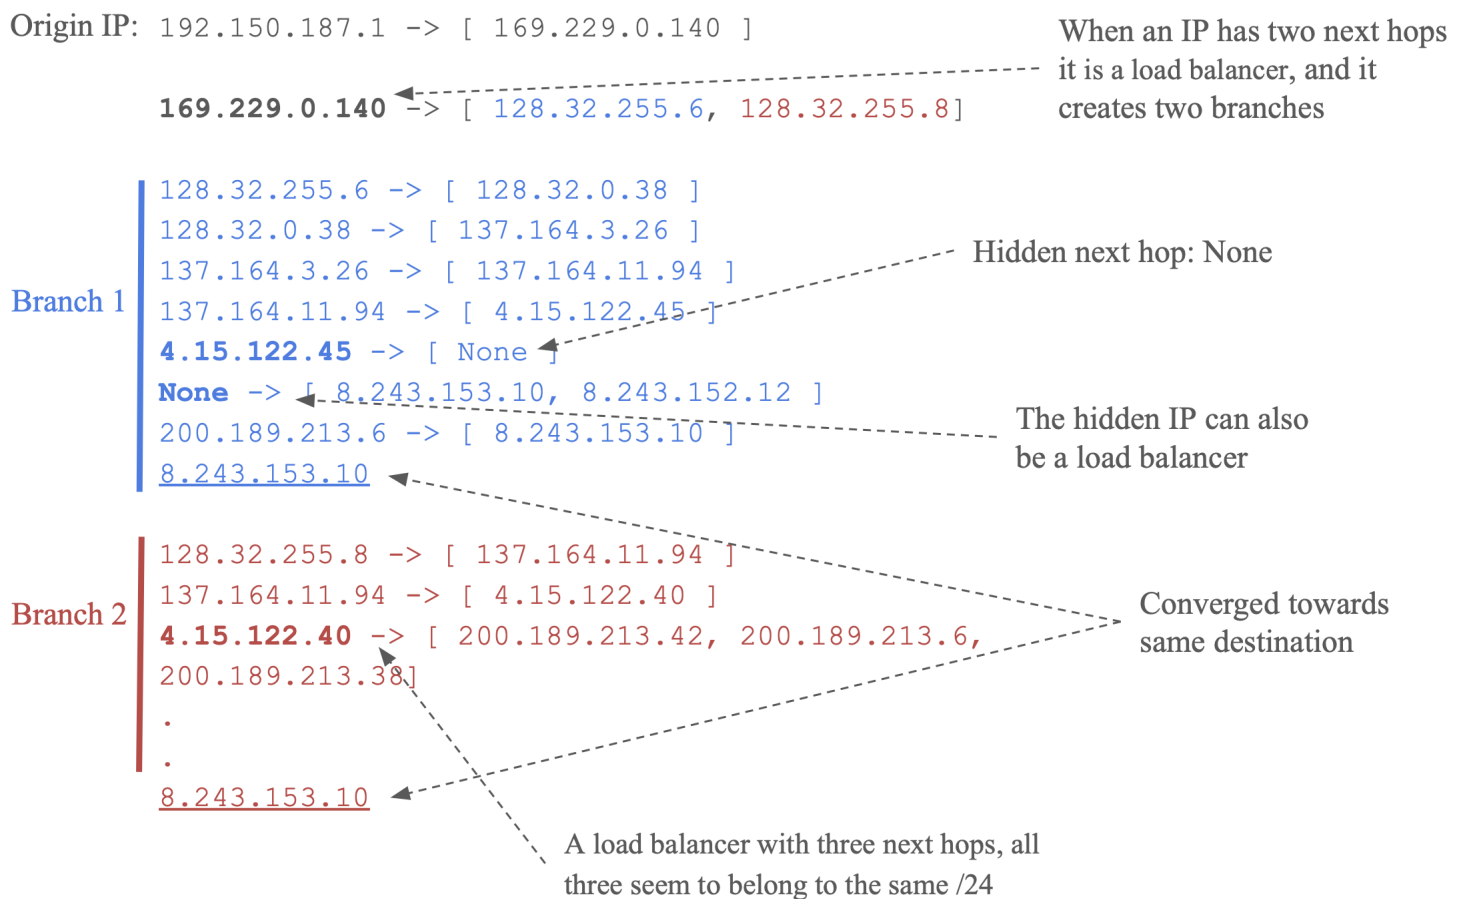 Origin IP: 192.150.187.1 -> [ 169.229.0.140 ]
When an IP has two next hops
it is a load balancer, and it
creates two branches
169.229.0.140 -> [ 128.32.255.6, 128.32.255.8]
Branch 1
128.32.255.6 -> [ 128.32.0.38 ]
128.32.0.38 -> [ 137.164.3.26 ]
137.164.3.26 -> [ 137.164.11.94 ]
137.164.11.94 -> [ 4.15.122.45 ]
4.15.122.45 -> [ None ]
None -> [ 8.243.153.10, 8.243.152.12 ]
200.189.213.6 -> [ 8.243.153.10 ]
8.243.153.10
Hidden next hop: None
The hidden IP can also
be a load balancer
Branch 2
128.32.255.8 -> [ 137.164.11.94 ]
137.164.11.94 -> [ 4.15.122.40 ]
4.15.122.40 -> [ 200.189.213.42, 200.189.213.6,
200.189.213.38]
.
.
8.243.153.10
Converged towards
same destination
A load balancer with three next hops, all
three seem to belong to the same /24